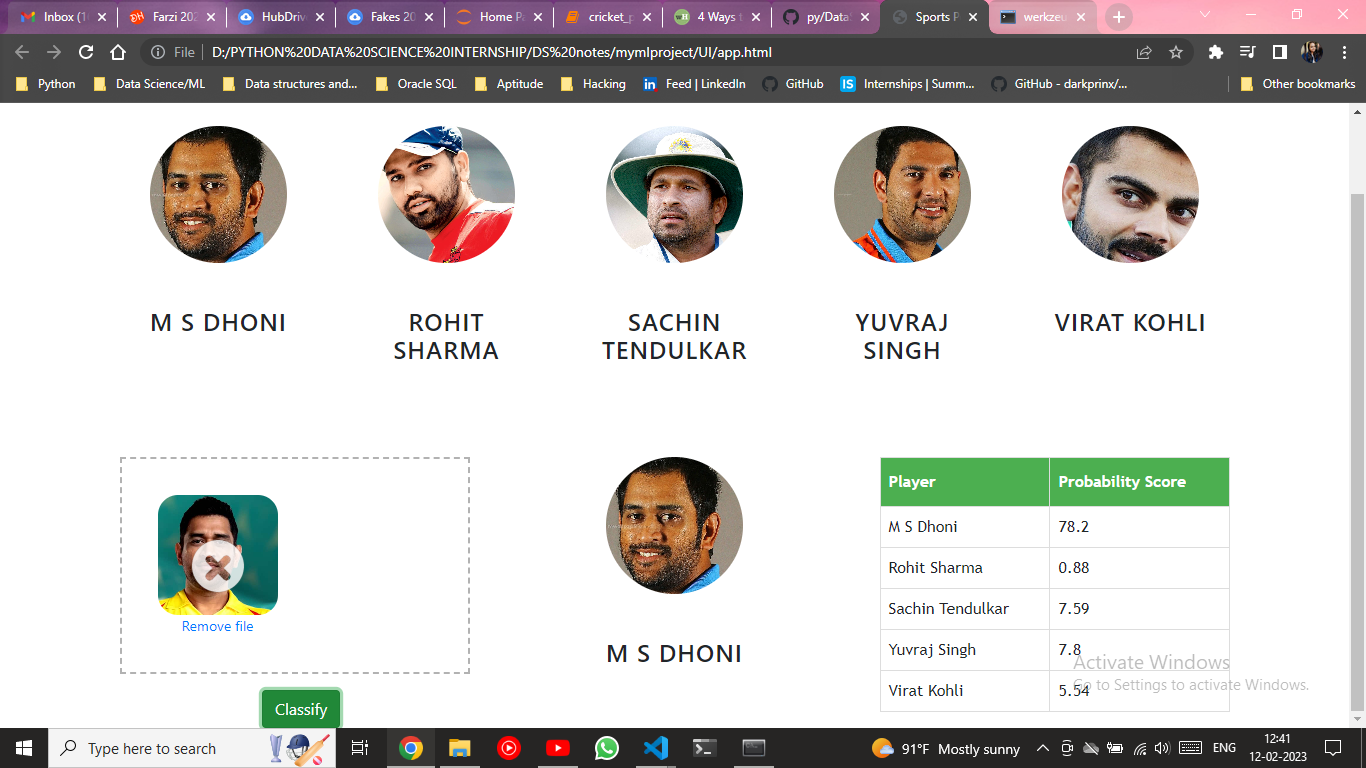 Inbox (1
Farzi 202
HubDriv
Fakes 20
Home P
cricket_p
4 Ways t
py/Data
Sports P
werkzeu
File
D:/PYTHON%20DATA%20SCIENCE%20INTERNSHIP/DS%20notes/mymlproject/UI/app.html
Python
Data Science/ML
Data structures and...
Oracle SQL
Aptitude
Hacking
Feed | LinkedIn
GitHub
IS
Internships | Summ...
GitHub - darkprinx/...
Other bookmarks
M S DHONI
ROHIT
SHARMA
SACHIN
TENDULKAR
YUVRAJ
SINGH
VIRAT KOHLI
Remove file
Classify
M S DHONI
Player Probability Score
M S Dhoni 78.2
Rohit Sharma 0.88
Sachin Tendulkar 7.59
Yuvraj Singh 7.8
Virat Kohli 5.54
Activate Windows
Go to Settings to activate Windows.
Type here to search
91°F Mostly sunny
ENG
12:41
12-02-2023